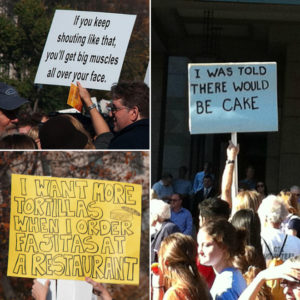 If you keep
shouting like that,
you'll get big muscles
all over your face.
I WAS TOLD
THERE WOULD
BE CAKE
I WANT MORE
TORTILLAS
WHEN I ORDER
FAJITAS AT
A RESTAURANT